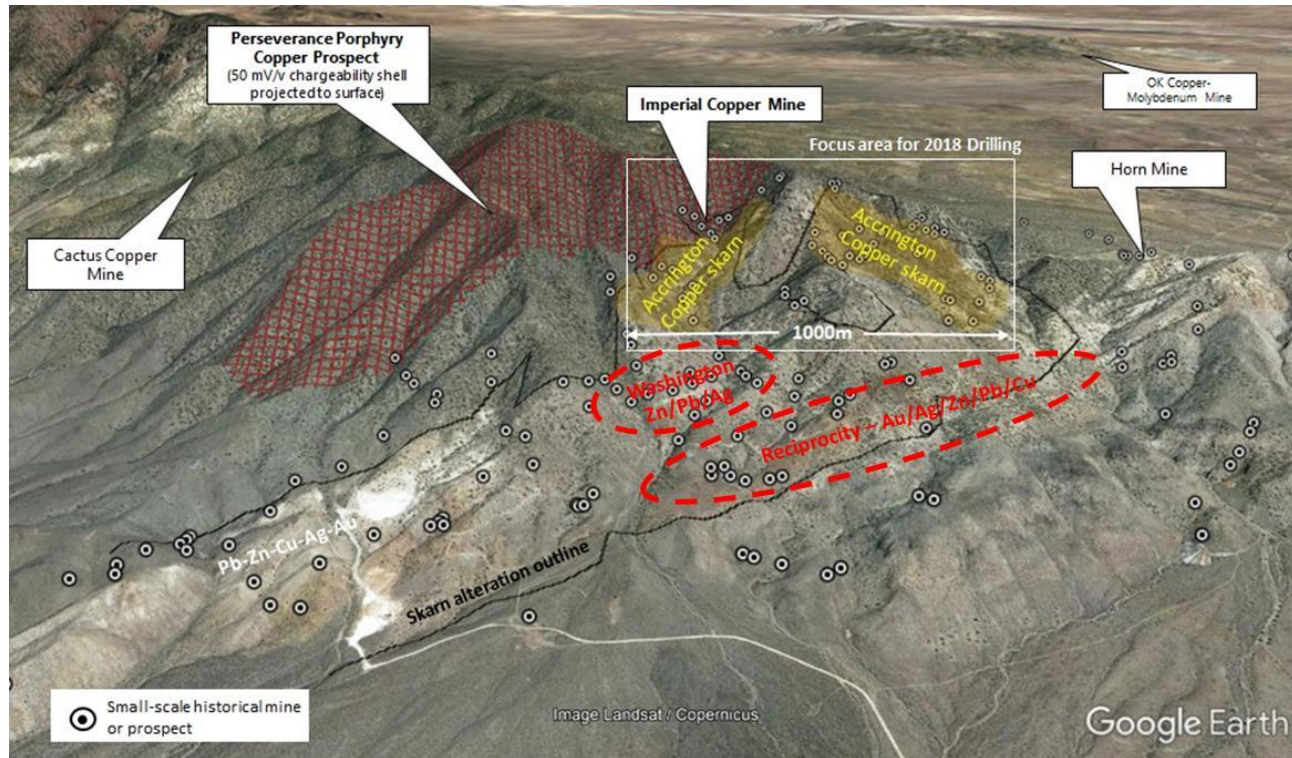 Perseverance Porphyry
Copper Prospect
(50 mV/v chargeability shell
projected to surface)
Imperial Copper Mine
OK Copper-
Molybdenum Mine
Focus area for 2018 Drilling
Horn Mine
Cactus Copper
Mine
Accrington
Copper skarn
Accrington
Copper skarn
1000m
Washington
Zn/Pb/Ag
Reciprocity – Au/Ag/Zn/Pb/Cu
Pb-Zn-Cu-Ag-Au
Skarn alteration outline
Small-scale historical mine
or prospect
Image Landsat / Copernicus
Google Earth